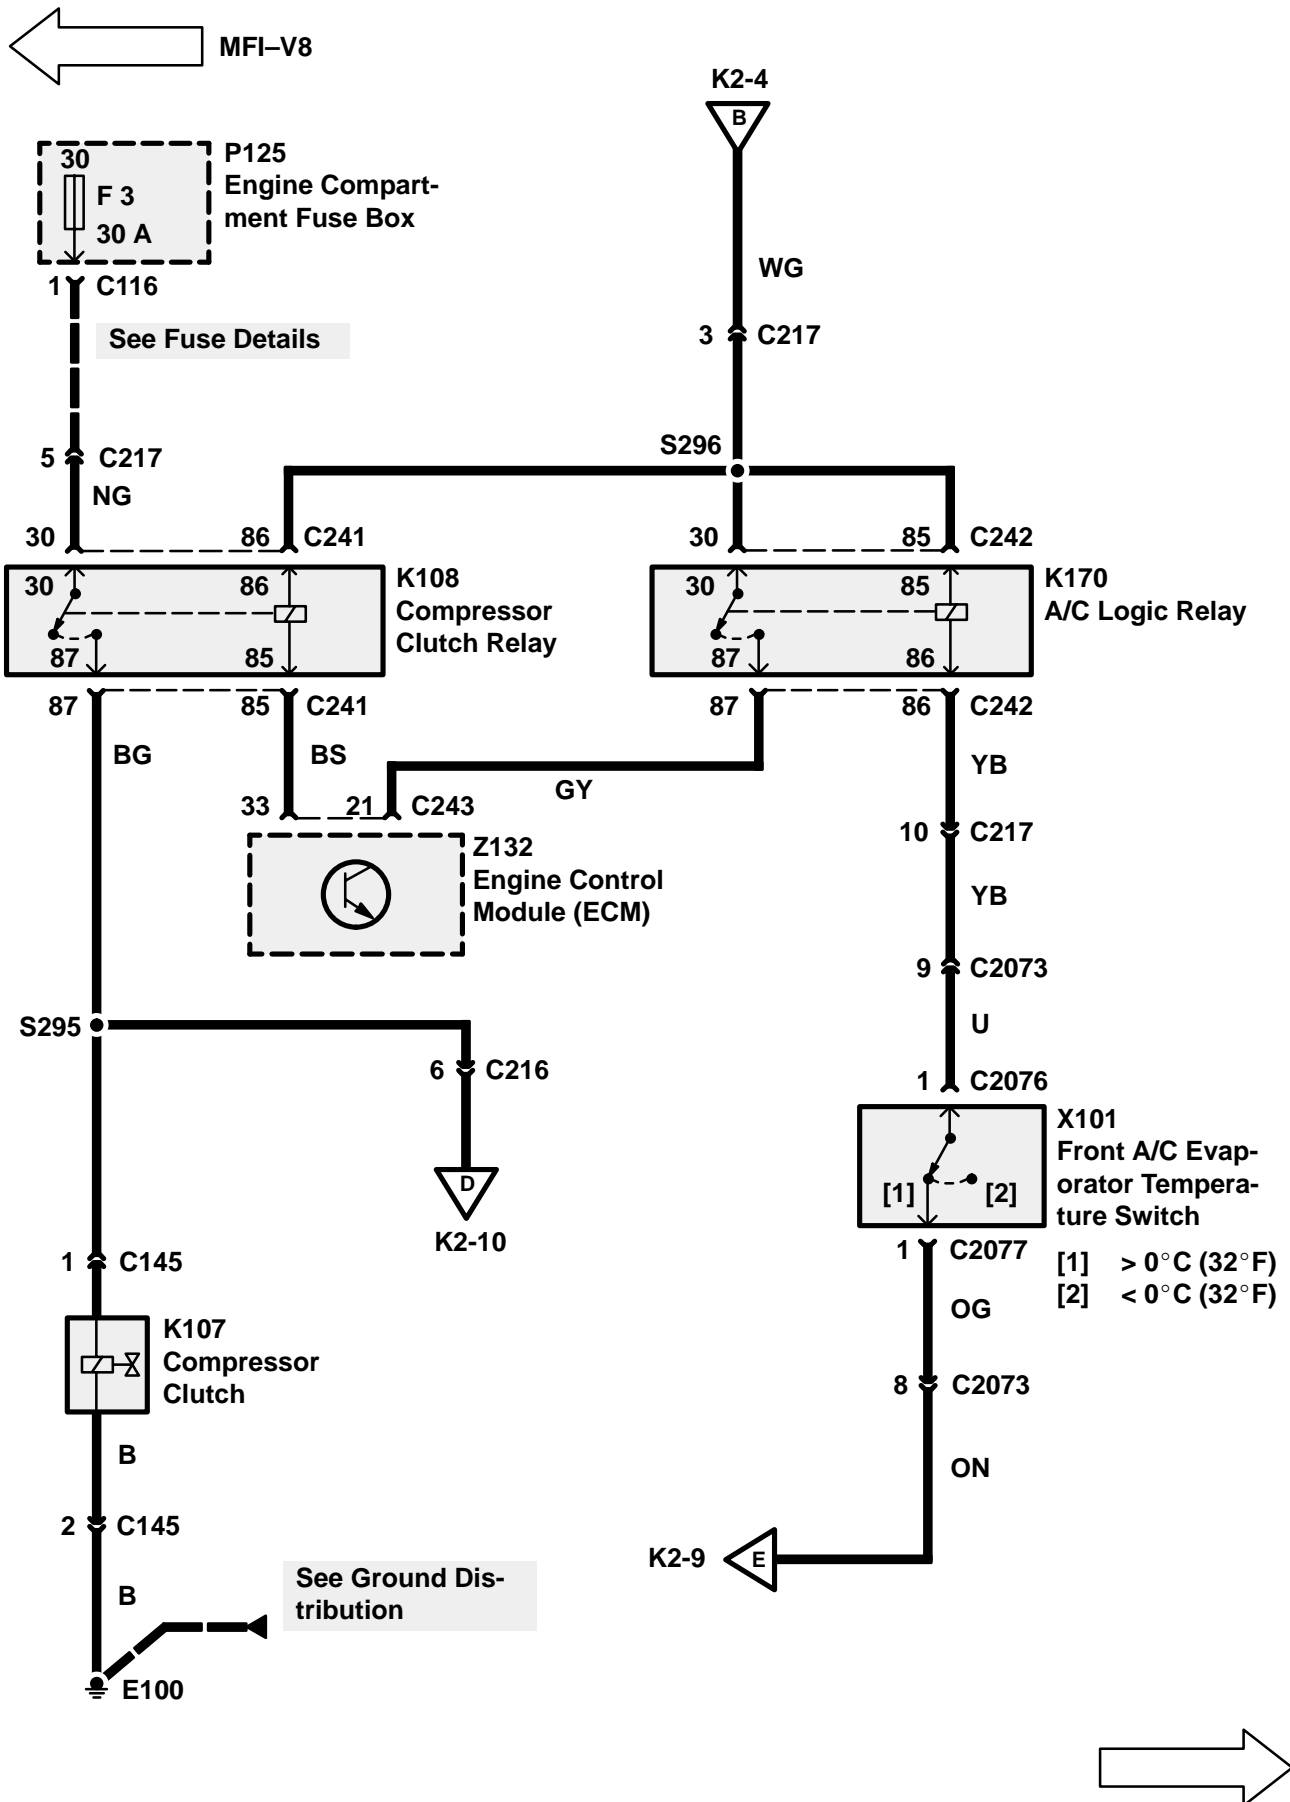 MFI–V8
K2-4
B
30
F 3
30 A
P125
Engine Compart-
ment Fuse Box
1 C116
See Fuse Details
WG
3 C217
5 C217
NG
S296
30 86 C241
30 85 C242
30 86
87 85
K108
Compressor
Clutch Relay
30 85
87 86
K170
A/C Logic Relay
87 85 C241
87 86 C242
BG BS
GY
YB
33 21 C243
10 C217
Z132
Engine Control
Module (ECM)
YB
9 C2073
S295
U
6 C216
1 C2076
D
K2-10
[1] [2]
X101
Front A/C Evap-
orator Tempera-
ture Switch
[1] > 0°C (32°F)
[2] < 0°C (32°F)
1 C2077
1 C145
OG
K107
Compressor
Clutch
8 C2073
B
ON
2 C145
K2-9 E
B
See Ground Dis-
tribution
E100